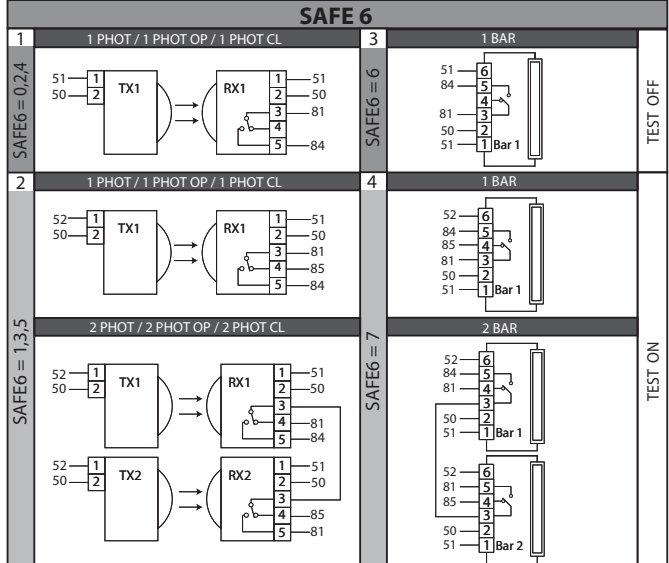 SAFE 6
1
1 PHOT / 1 PHOT OP / 1 PHOT CL
SAFE6 = 0,2,4
51 1
50 2
TX1
RX1
1 51
2 50
3 81
4
5 84
3
1 BAR
SAFE6 = 6
51 6
84 5
4
81 3
50 2
51 1 Bar 1
TEST OFF
2
1 PHOT / 1 PHOT OP / 1 PHOT CL
SAFE6 = 1,3,5
52 1
50 2
TX1
RX1
1 51
2 50
3 81
4 85
5 84
2 PHOT / 2 PHOT OP / 2 PHOT CL
52 1
50 2
TX1
RX1
1 51
2 50
3
4 81
5 84
52 1
50 2
TX2
RX2
1 51
2 50
3
4 85
5 81
4
1 BAR
SAFE6 = 7
52 6
84 5
85 4
81 3
50 2
51 1 Bar 1
2 BAR
52 6
84 5
81 4
3
50 2
51 1 Bar 1
52 6
81 5
85 4
3
50 2
51 1 Bar 2
TEST ON